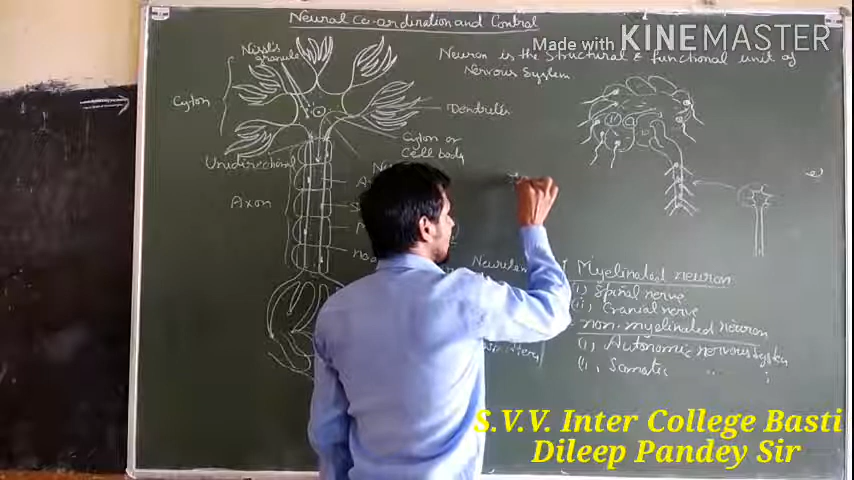 Neural co-ordination and Control
Made with KINEMASTER
Neuron is the structural & functional unit of
Nervous System
Nissl's
granule
Cyton
Dendrites
Cyton or
Cell body
Unidirectional
Axon
Myelinated neuron
(i) Spinal nerve
(ii) Cranial nerve
non-myelinated neuron
(i) Autonomic nervous system
(i) Somatic " "
S.V.V. Inter College Basti
Dileep Pandey Sir